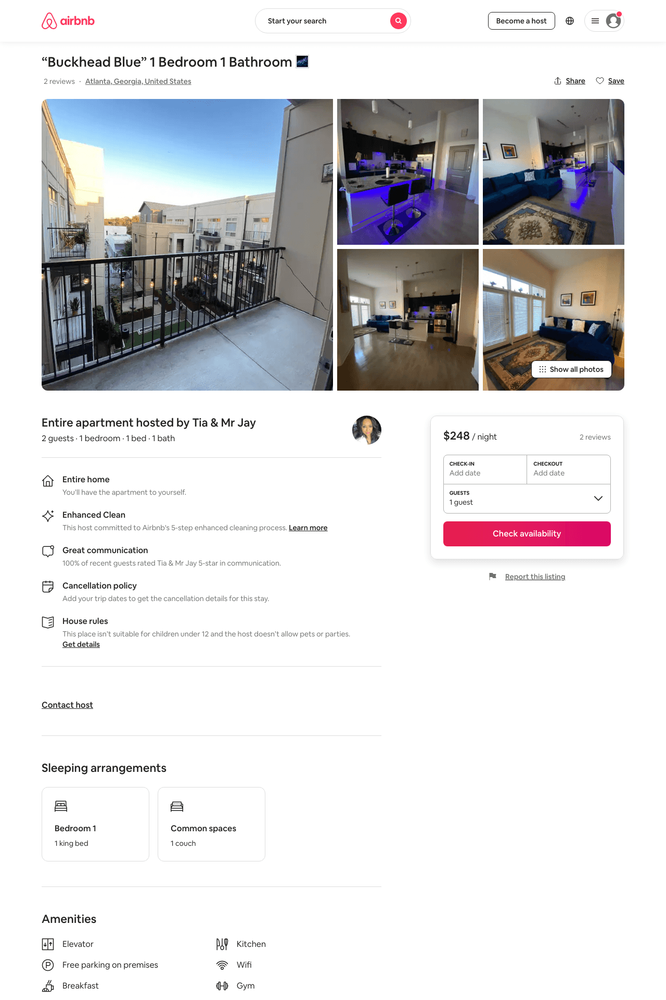 airbnb
Start your search
Become a host
“Buckhead Blue” 1 Bedroom 1 Bathroom 🌌
2 reviews · Atlanta, Georgia, United States
Share
Save
Show all photos
Entire apartment hosted by Tia & Mr Jay
2 guests · 1 bedroom · 1 bed · 1 bath
Entire home
You’ll have the apartment to yourself.
Enhanced Clean
This host committed to Airbnb's 5-step enhanced cleaning process. Learn more
Great communication
100% of recent guests rated Tia & Mr Jay 5-star in communication.
Cancellation policy
Add your trip dates to get the cancellation details for this stay.
House rules
This place isn’t suitable for children under 12 and the host doesn’t allow pets or parties.
Get details
$248 / night
2 reviews
CHECK-IN
Add date
CHECKOUT
Add date
GUESTS
1 guest
Check availability
Report this listing
Contact host
Sleeping arrangements
Bedroom 1
1 king bed
Common spaces
1 couch
Amenities
Elevator
Kitchen
Free parking on premises
Wifi
Breakfast
Gym